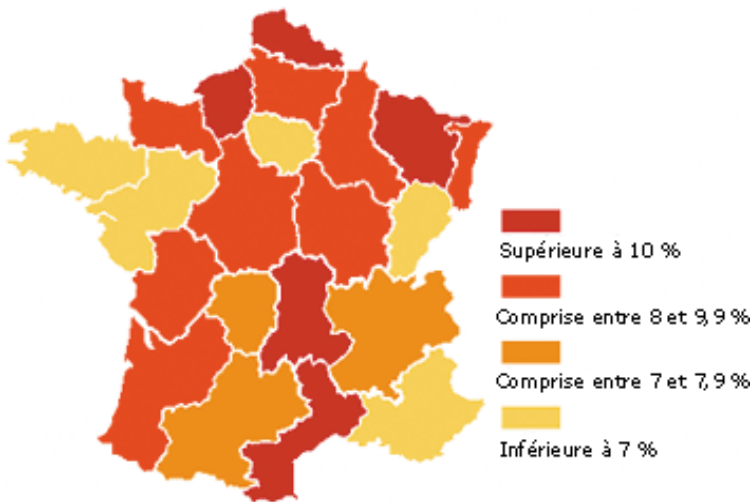 Supérieure à 10 %
Comprise entre 8 et 9,9 %
Comprise entre 7 et 7,9 %
Inférieure à 7 %